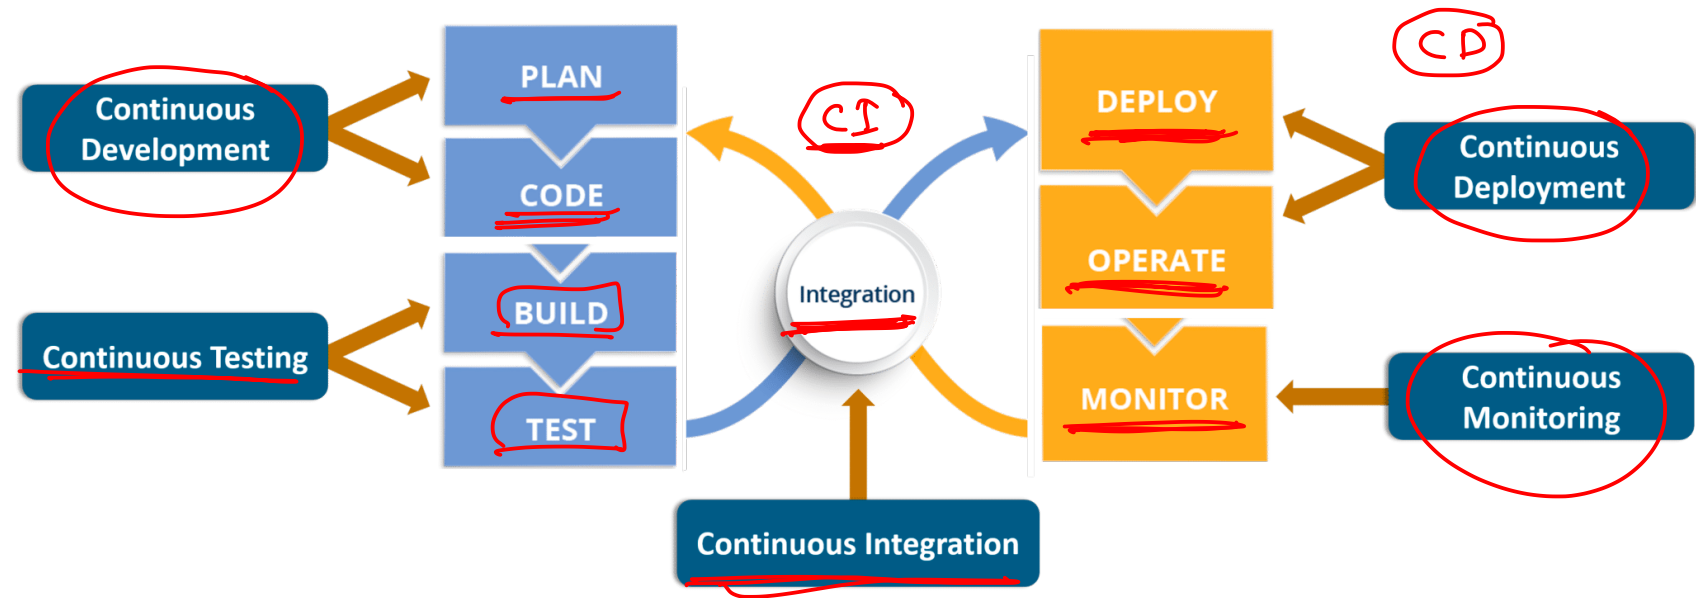 Continuous
Development
Continuous Testing
PLAN
CODE
BUILD
TEST
CI
Integration
Continuous Integration
DEPLOY
OPERATE
MONITOR
CD
Continuous
Deployment
Continuous
Monitoring